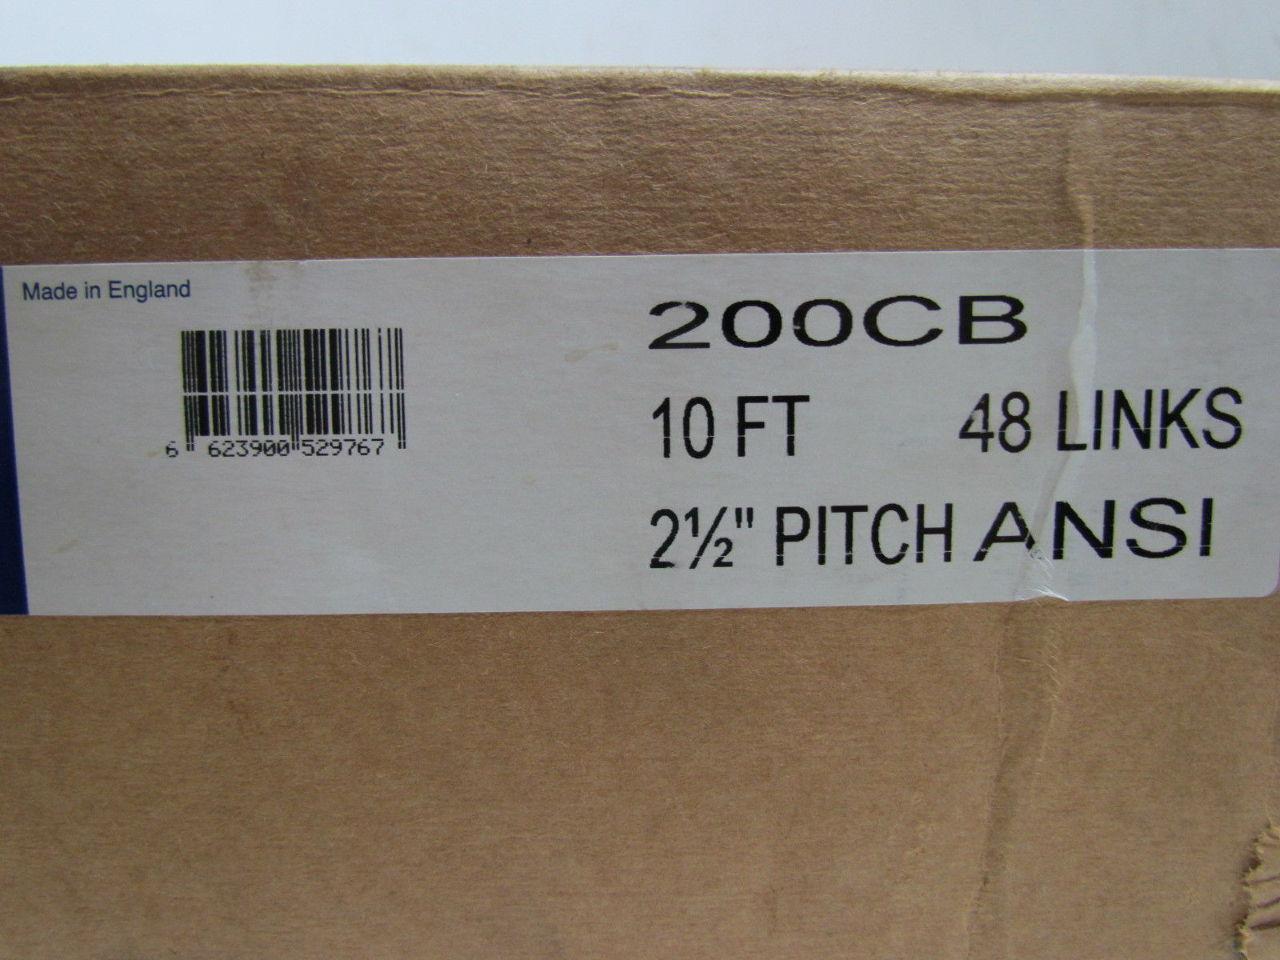 Made in England
6 623900 529767
200CB
10 FT 48 LINKS
2½" PITCH ANSI